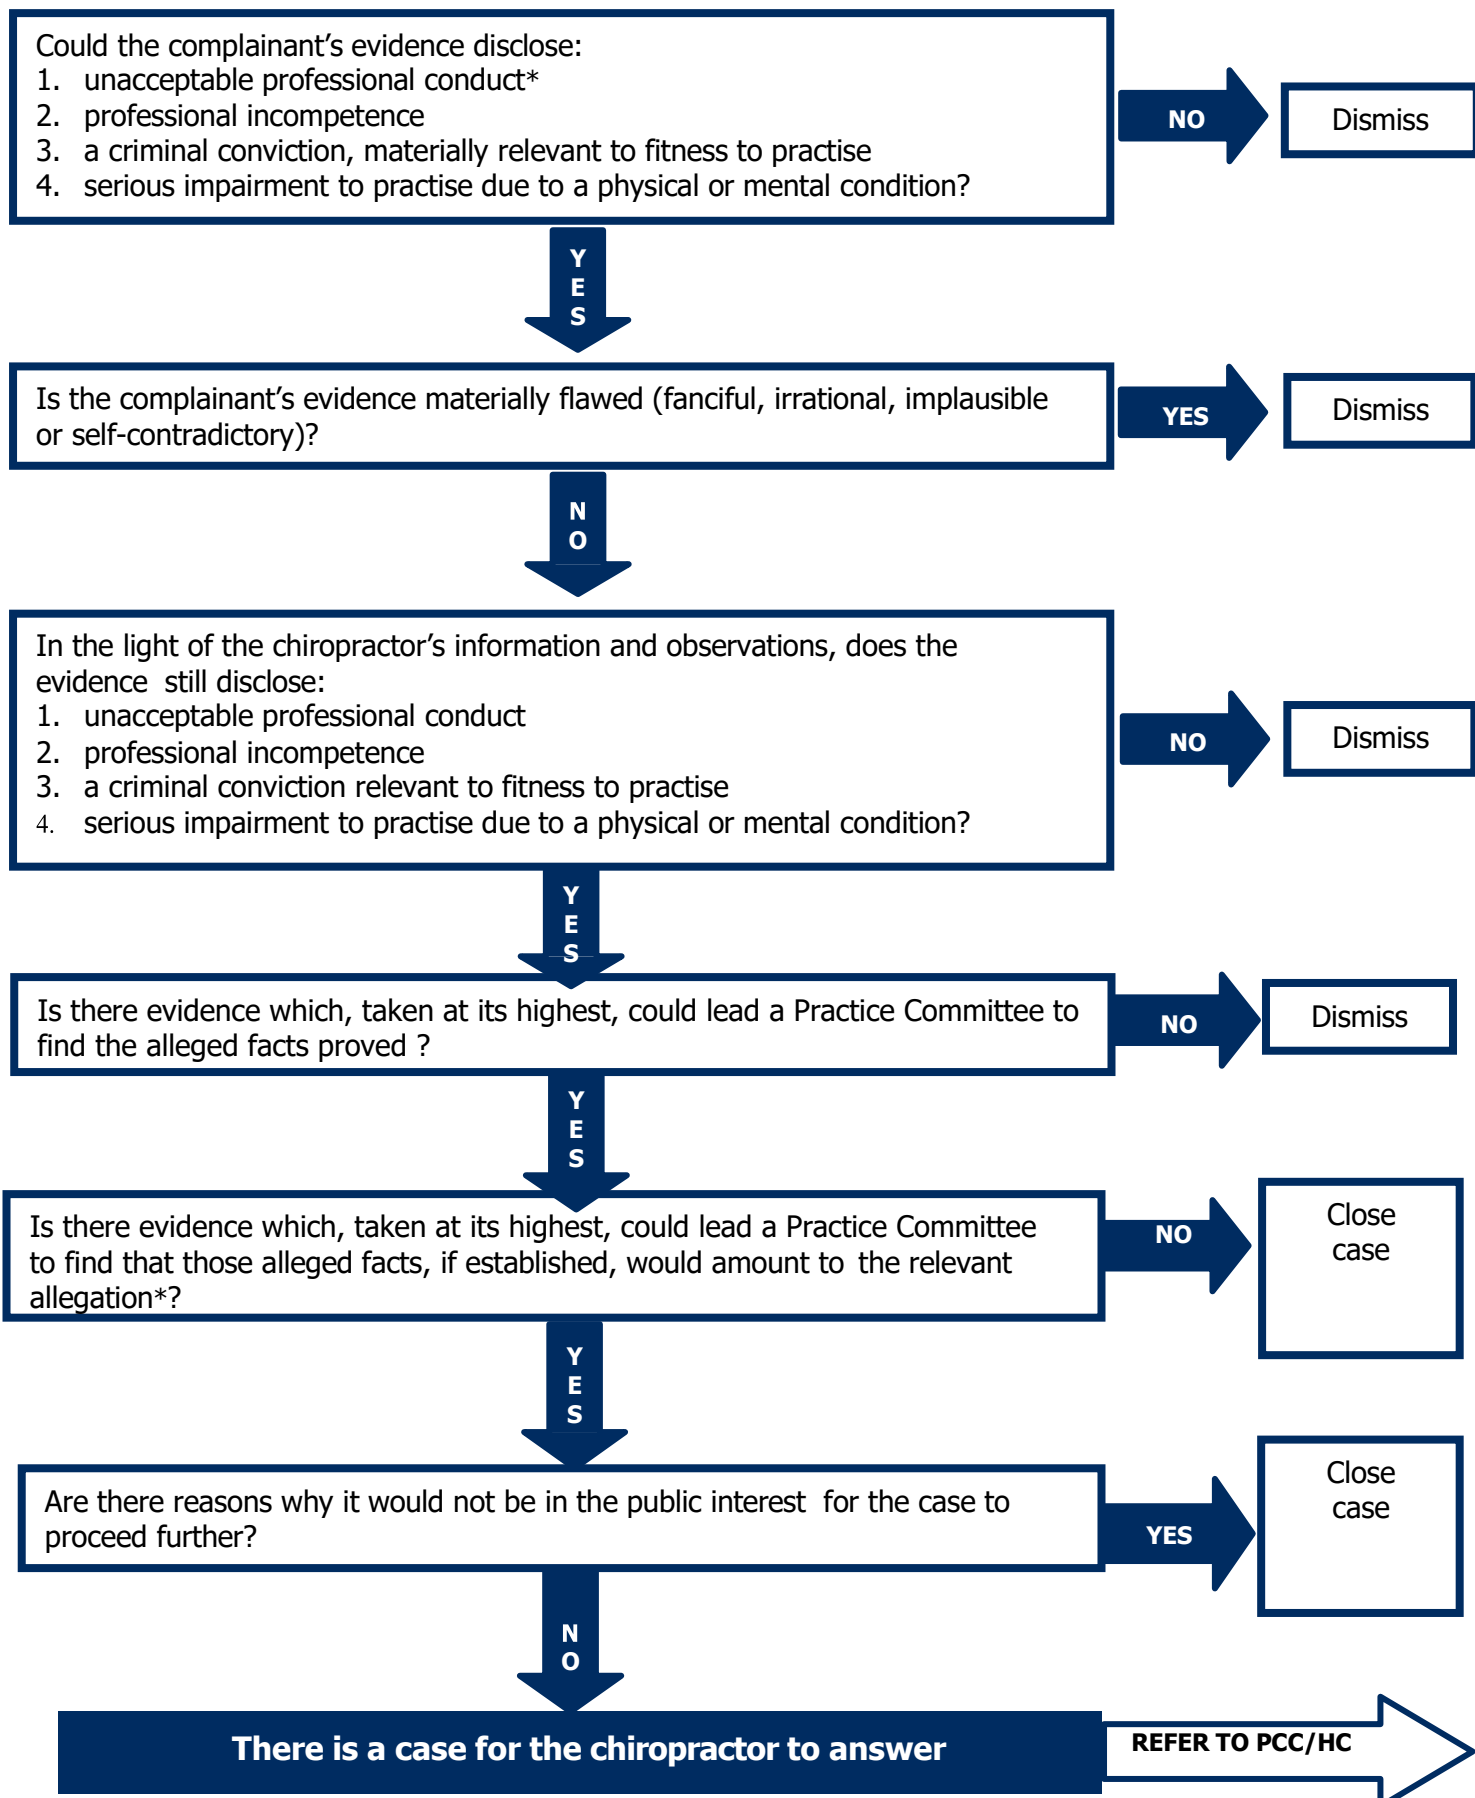 Could the complainant’s evidence disclose:
1. unacceptable professional conduct*
2. professional incompetence
3. a criminal conviction, materially relevant to fitness to practise
4. serious impairment to practise due to a physical or mental condition?
NO
Dismiss
Y
E
S
Is the complainant’s evidence materially flawed (fanciful, irrational, implausible
or self-contradictory)?
YES
Dismiss
N
O
In the light of the chiropractor’s information and observations, does the
evidence still disclose:
1. unacceptable professional conduct
2. professional incompetence
3. a criminal conviction relevant to fitness to practise
4. serious impairment to practise due to a physical or mental condition?
NO
Dismiss
Y
E
S
Is there evidence which, taken at its highest, could lead a Practice Committee to
find the alleged facts proved ?
NO
Dismiss
Y
E
S
Is there evidence which, taken at its highest, could lead a Practice Committee
to find that those alleged facts, if established, would amount to the relevant
allegation*?
NO
Close
case
Y
E
S
Are there reasons why it would not be in the public interest for the case to
proceed further?
YES
Close
case
N
O
There is a case for the chiropractor to answer
REFER TO PCC/HC